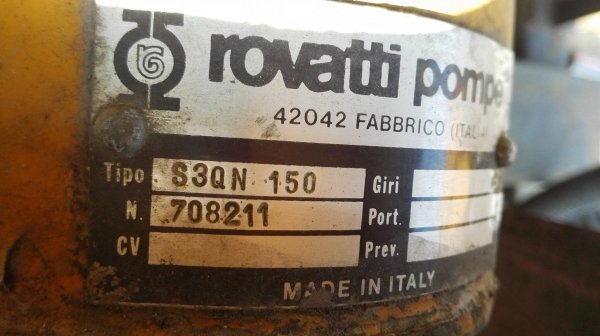 rovatti pompe
42042 FABBRICO (ITALIA)
Tipo S3QN 150 Giri
N. 708211 Port.
CV Prev.
MADE IN ITALY